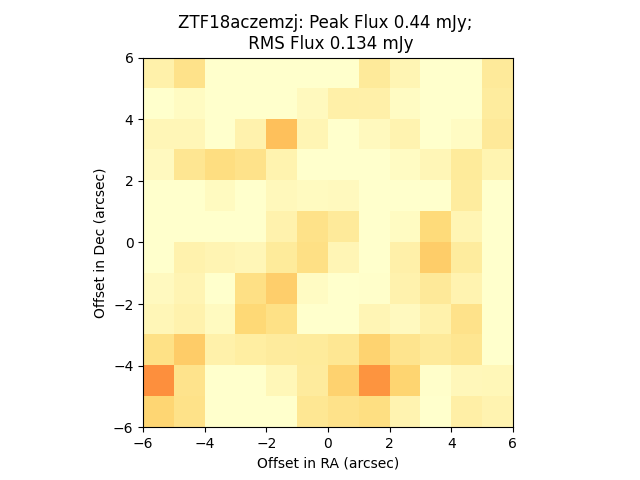 ZTF18aczemzj: Peak Flux 0.44 mJy;
RMS Flux 0.134 mJy
6
4
2
0
−2
−4
−6
Offset in Dec (arcsec)
−6 −4 −2 0 2 4 6
Offset in RA (arcsec)